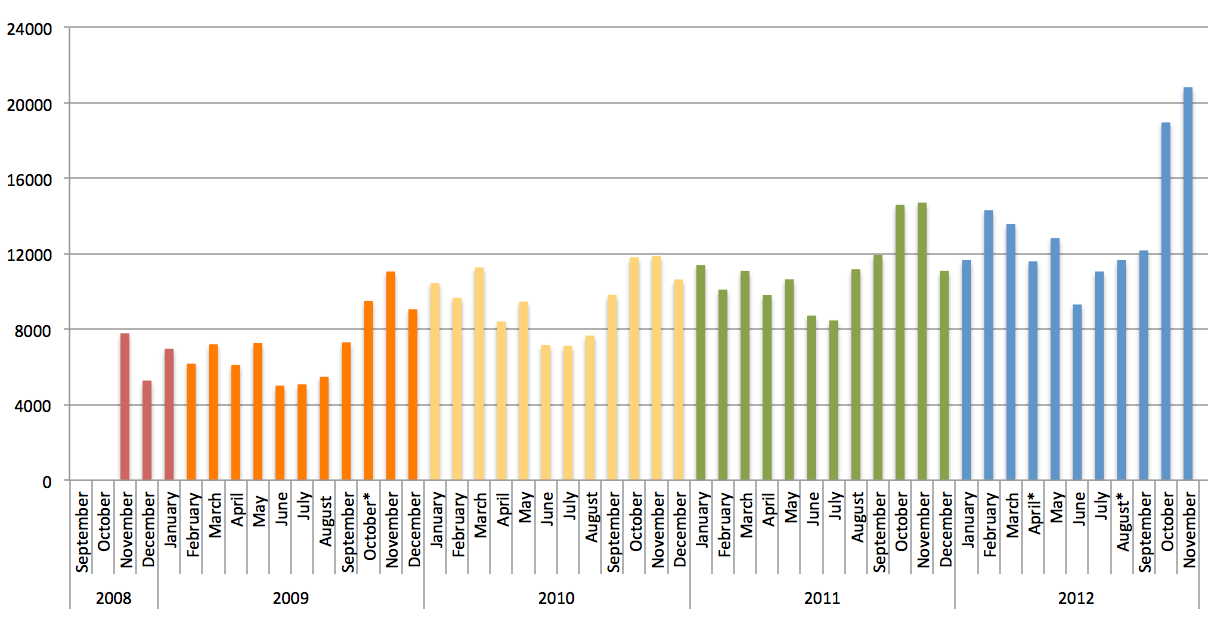 24000
20000
16000
12000
8000
4000
0
September
October
November
December
January
February
March
April
May
June
July
August
September
October*
November
December
January
February
March
April
May
June
July
August
September
October
November
December
January
February
March
April
May
June
July
August
September
October
November
December
January
February
March
April*
May
June
July
August*
September
October
November
2008
2009
2010
2011
2012